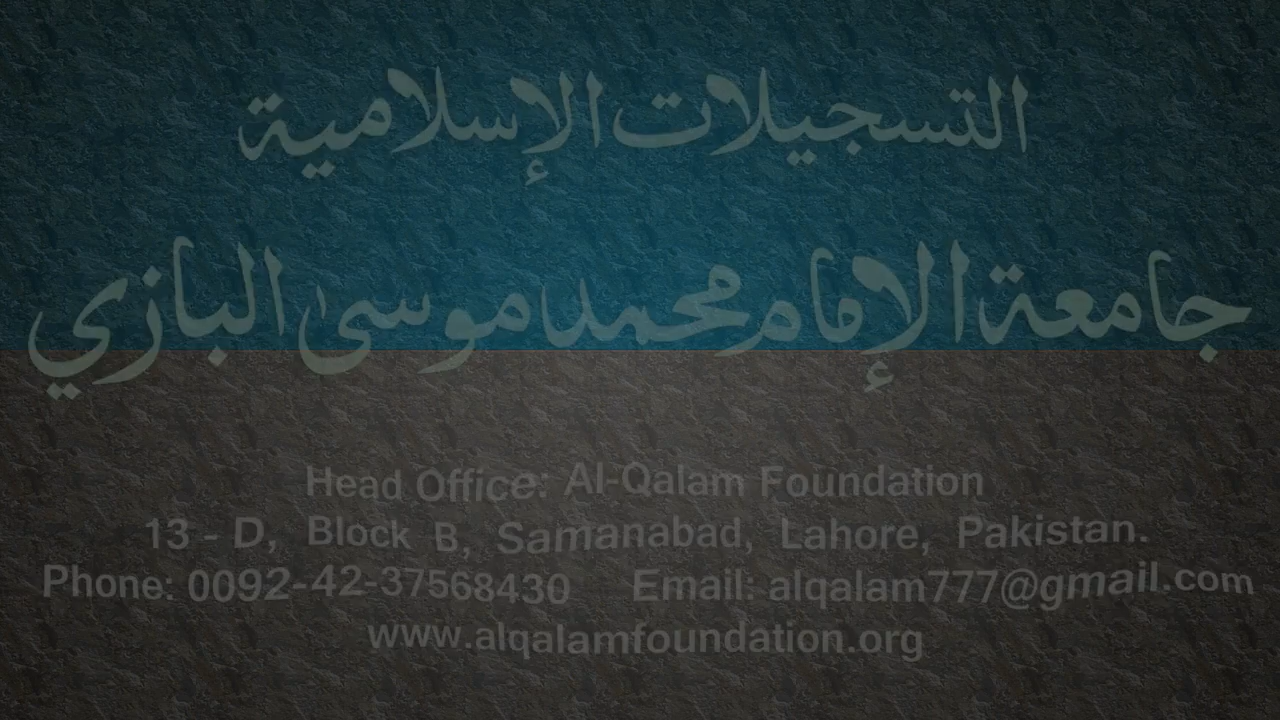 التسجيلات الإسلامية
جامعة الإمام محمد موسى البازي
Head Office: Al-Qalam Foundation
13 - D, Block B, Samanabad, Lahore, Pakistan.
Phone: 0092-42-37568430 Email: alqalam777@gmail.com
www.alqalamfoundation.org